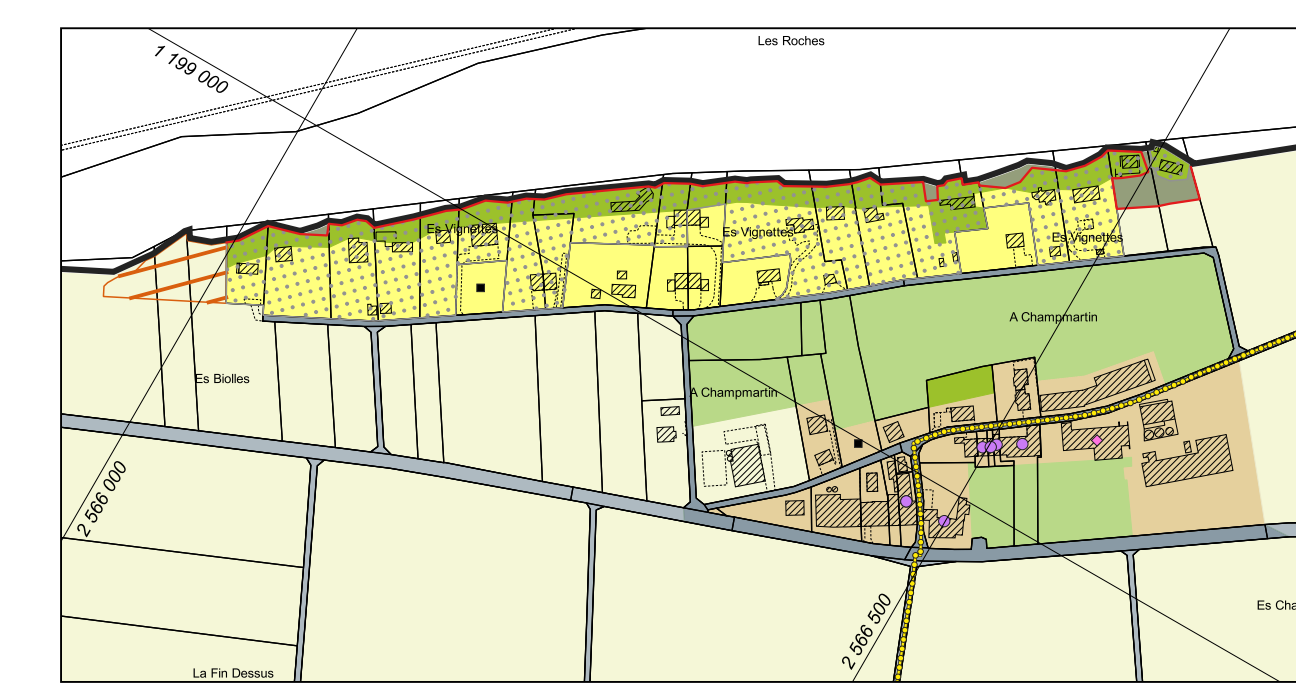 Les Roches
1 199 000
Es Vignettes
Es Vignettes
Es Vignettes
A Champmartin
Es Biolles
A Champmartin
2 566 000
2 566 500
Es Cha
La Fin Dessus